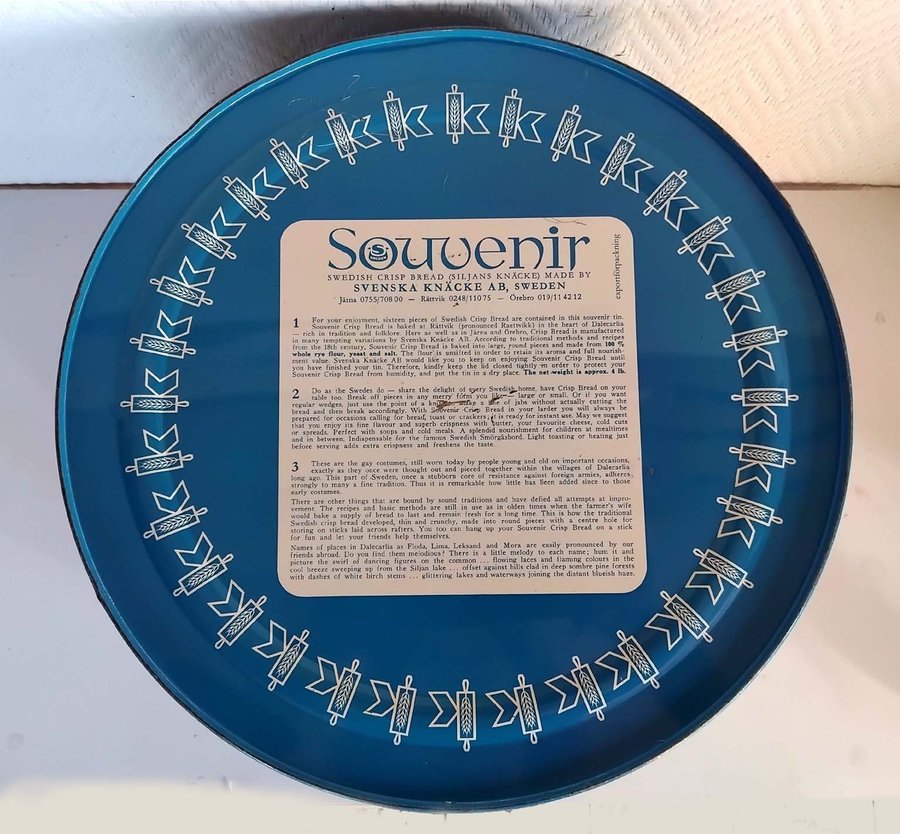 Souvenir
S
SWEDEN
SWEDISH CRISP BREAD (SILJANS KNÄCKE) MADE BY
SVENSKA KNÄCKE AB, SWEDEN
Järna 0755/708 00 — Rättvik 0248/110 75 — Örebro 019/11 42 12
exportförpackning
1 For your enjoyment, sixteen pieces of Swedish Crisp Bread are contained in this souvenir tin.
Souvenir Crisp Bread is baked at Rättvik (pronounced Raettvikk) in the heart of Dalecarlia
— rich in tradition and folklore. Here as well as in Järna and Örebro, Crisp Bread is manufactured
in many tempting variations by Svenska Knäcke AB. According to traditional methods and recipes
from the 18th century, Souvenir Crisp Bread is baked into large, round pieces and made from 100 %
whole rye flour, yeast and salt. The flour is unsifted in order to retain its aroma and full nourish-
ment value. Svenska Knäcke AB would like you to keep on enjoying Souvenir Crisp Bread until
you have finished your tin. Therefore, kindly keep the lid closed tightly in order to protect your
Souvenir Crisp Bread from humidity, and put the tin in a dry place. The net weight is approx. 4 lb.
2 Do as the Swedes do — share the delight of every Swedish home, have Crisp Bread on your
table too. Break off pieces in any merry form you like — large or small. Or if you want
regular wedges, just use the point of a make a of jabs without actually cutting the
bread and then break accordingly. With Souvenir Crisp Bread in your larder you will always be
prepared for occasions calling for bread, toast or crackers; it is ready for instant use. May we suggest
that you enjoy its fine flavour and superb crispness with butter, your favourite cheese, cold cuts
or spreads. Perfect with soups and cold meals. A splendid nourishment for children at mealtimes
and in between. Indispensable for the famous Swedish Smörgåsbord. Light toasting or heating just
before serving adds extra crispness and freshens the taste.
3 These are the gay costumes, still worn today by people young and old on important occasions,
exactly as they once were thought out and pieced together within the villages of Dalecarlia
long ago. This part of Sweden, once a stubborn core of resistance against foreign armies, adheres
strongly to many a fine tradition. Thus it is remarkable how little has been added since to those
early costumes.
There are other things that are bound by sound traditions and have defied all attempts at impro-
vement. The recipes and basic methods are still in use as in olden times when the farmer's wife
would bake a supply of bread to last and remain fresh for a long time. This is how the traditional
Swedish crisp bread developed, thin and crunchy, made into round pieces with a centre hole for
storing on sticks laid across rafters. You too can hang up your Souvenir Crisp Bread on a stick
for fun and let your friends help themselves.
Names of places in Dalecarlia as Floda, Lima, Leksand and Mora are easily pronounced by our
friends abroad. Do you find them melodious? There is a little melody to each name; hum it and
picture the swirl of dancing figures on the common ... flowing laces and flaming colours in the
cool breeze sweeping up from the Siljan lake ... offset against hills clad in deep sombre pine forests
with dashes of white birch stems ... glittering lakes and waterways joining the distant blueish haze.